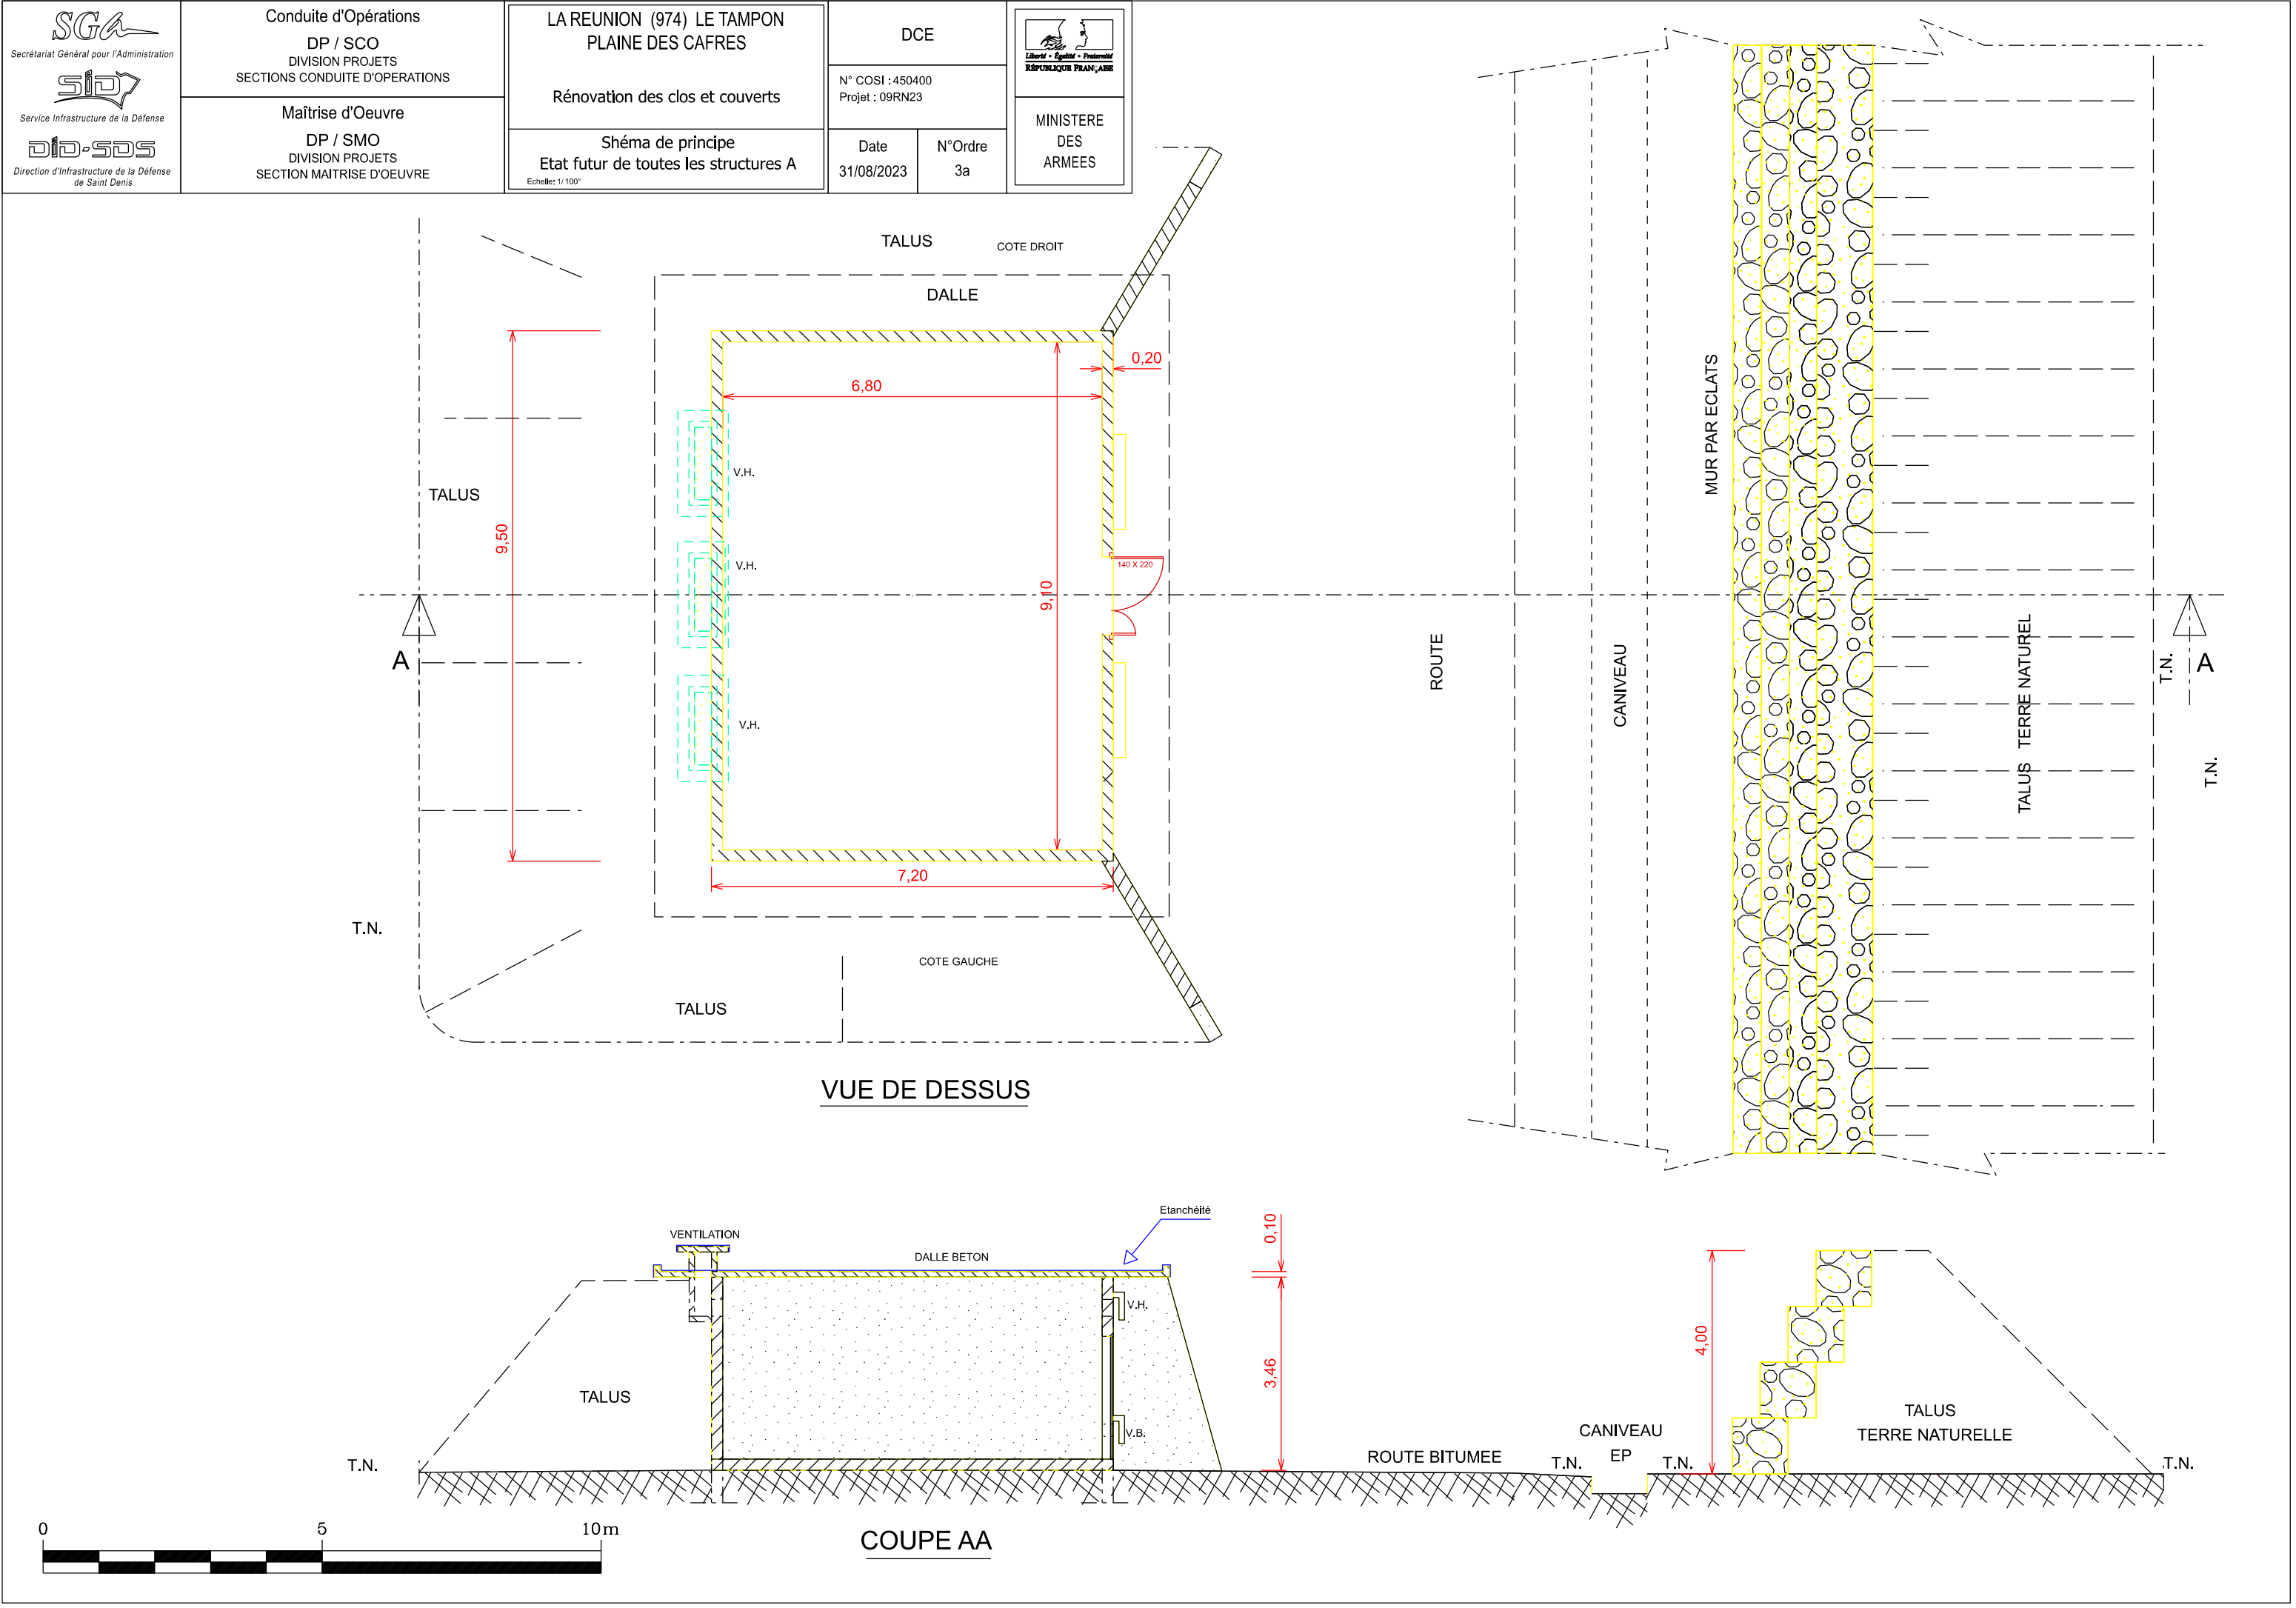 SGA
Secrétariat Général pour l'Administration
SID
Service Infrastructure de la Défense
DID-SDS
Direction d'Infrastructure de la Défense
de Saint Denis
Conduite d'Opérations
DP / SCO
DIVISION PROJETS
SECTIONS CONDUITE D'OPERATIONS
Maîtrise d'Oeuvre
DP / SMO
DIVISION PROJETS
SECTION MAITRISE D'OEUVRE
LA REUNION (974) LE TAMPON
PLAINE DES CAFRES
Rénovation des clos et couverts
Shéma de principe
Etat futur de toutes les structures A
Echelle: 1/ 100°
DCE
N° COSI : 450400
Projet : 09RN23
Date
31/08/2023
N°Ordre
3a
Liberté • Égalité • Fraternité
RÉPUBLIQUE FRANÇAISE
MINISTERE
DES
ARMEES
TALUS
COTE DROIT
DALLE
0,20
6,80
V.H.
TALUS
9,50
V.H.
140 X 220
9,10
A
V.H.
7,20
T.N.
COTE GAUCHE
TALUS
VUE DE DESSUS
ROUTE
CANIVEAU
MUR PAR ECLATS
TALUS TERRE NATUREL
T.N.
A
T.N.
Etanchéité
VENTILATION
DALLE BETON
0,10
V.H.
3,46
4,00
TALUS
V.B.
TALUS
TERRE NATURELLE
CANIVEAU
EP
T.N.
ROUTE BITUMEE
T.N.
T.N.
T.N.
COUPE AA
0
5
10m